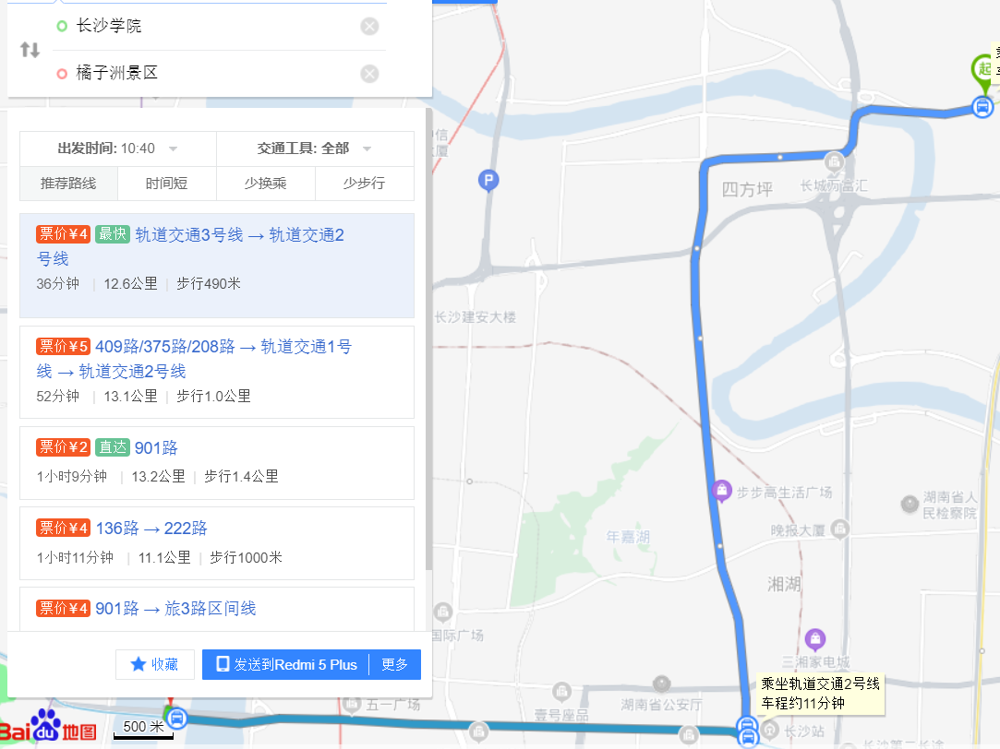 长沙学院
橘子洲景区
出发时间: 10:40 交通工具: 全部
推荐路线 时间短 少换乘 少步行
票价¥4 最快 轨道交通3号线 → 轨道交通2
号线
36分钟 | 12.6公里 | 步行490米
票价¥5 409路/375路/208路 → 轨道交通1号
线 → 轨道交通2号线
52分钟 | 13.1公里 | 步行1.0公里
票价¥2 直达 901路
1小时9分钟 | 13.2公里 | 步行1.4公里
票价¥4 136路 → 222路
1小时11分钟 | 11.1公里 | 步行1000米
票价¥4 901路 → 旅3路区间线
收藏 发送到Redmi 5 Plus 更多
Bai du 地图
500 米
起
P
四方坪
长城万富汇
长沙建安大楼
步步高生活广场
湖南省人
民检察院
晚报大厦
年嘉湖
湘湖
国际广场
三湘家电城
乘坐轨道交通2号线
车程约11分钟
五一广场
壹号座品
湖南省公安厅
长沙站